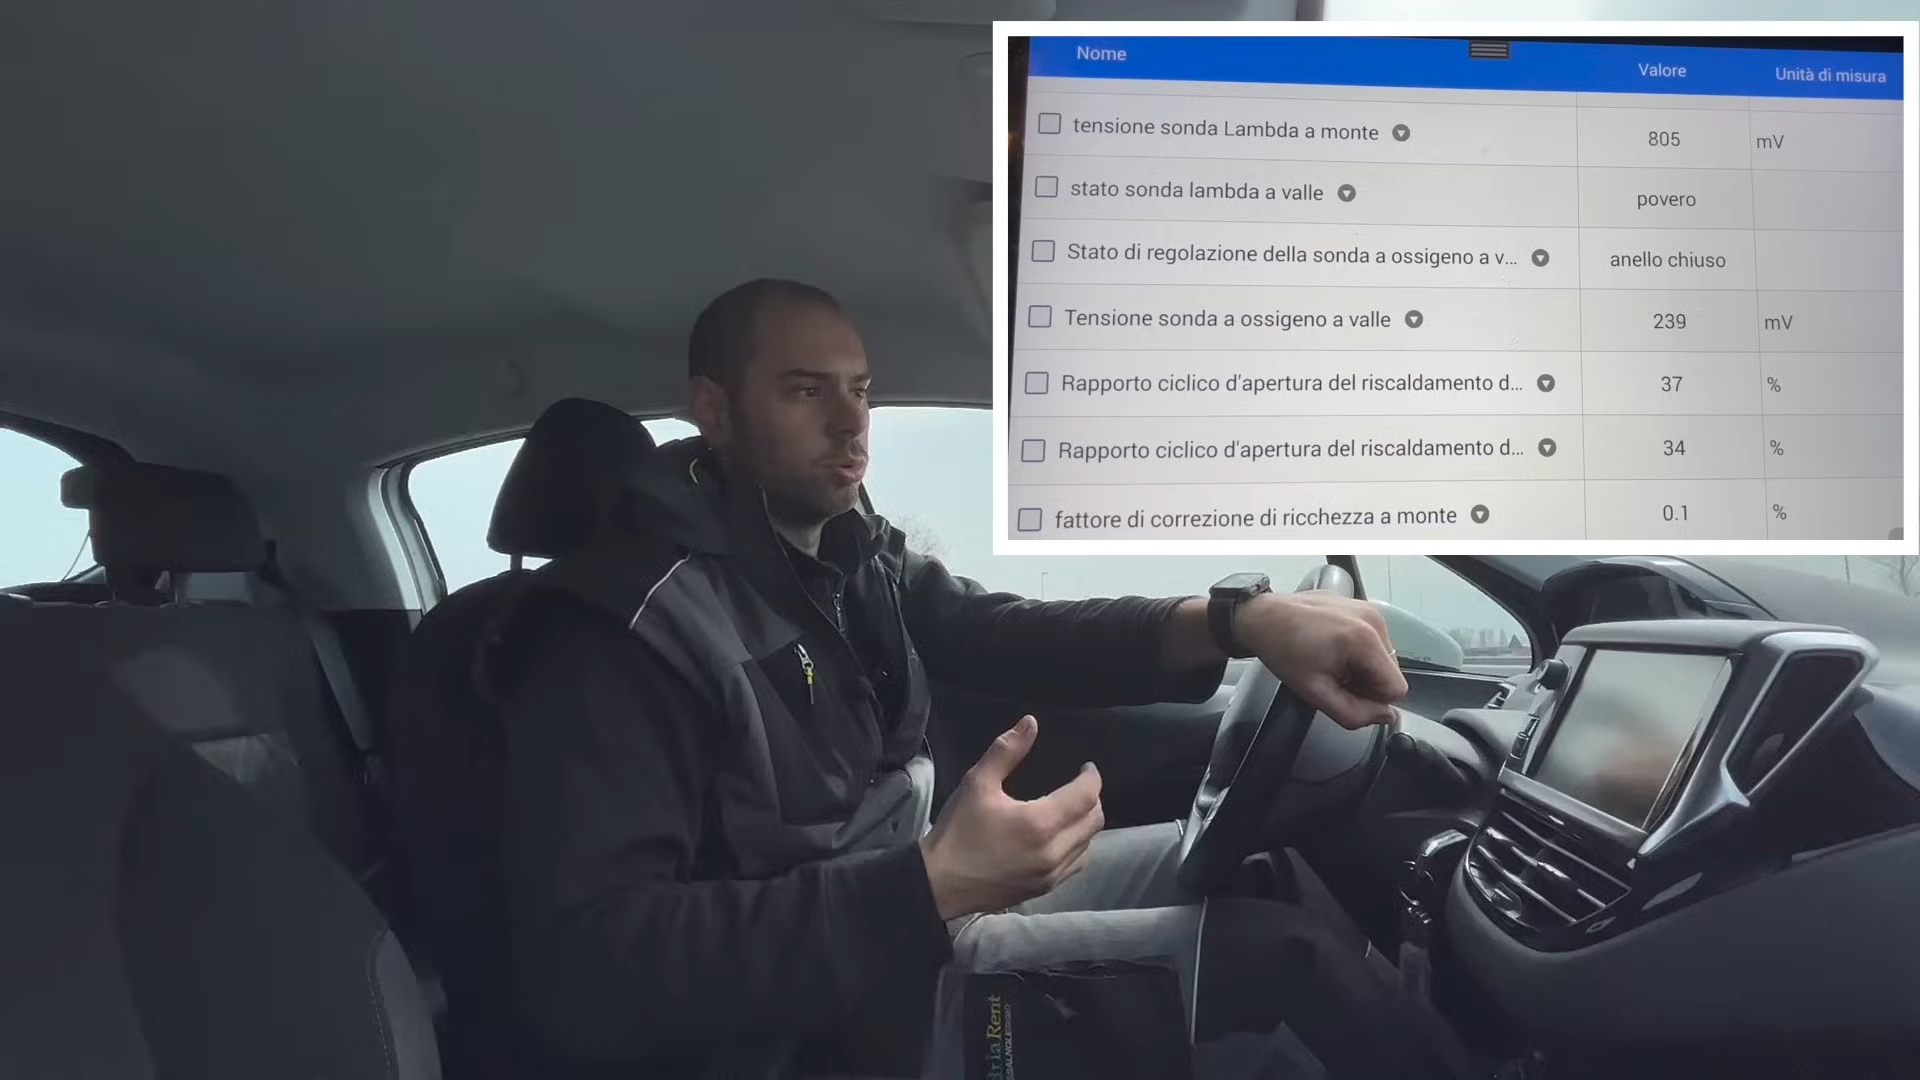 Nome Valore Unità di misura
tensione sonda Lambda a monte 805 mV
stato sonda lambda a valle povero
Stato di regolazione della sonda a ossigeno a v... anello chiuso
Tensione sonda a ossigeno a valle 239 mV
Rapporto ciclico d'apertura del riscaldamento d... 37 %
Rapporto ciclico d'apertura del riscaldamento d... 34 %
fattore di correzione di ricchezza a monte 0.1 %